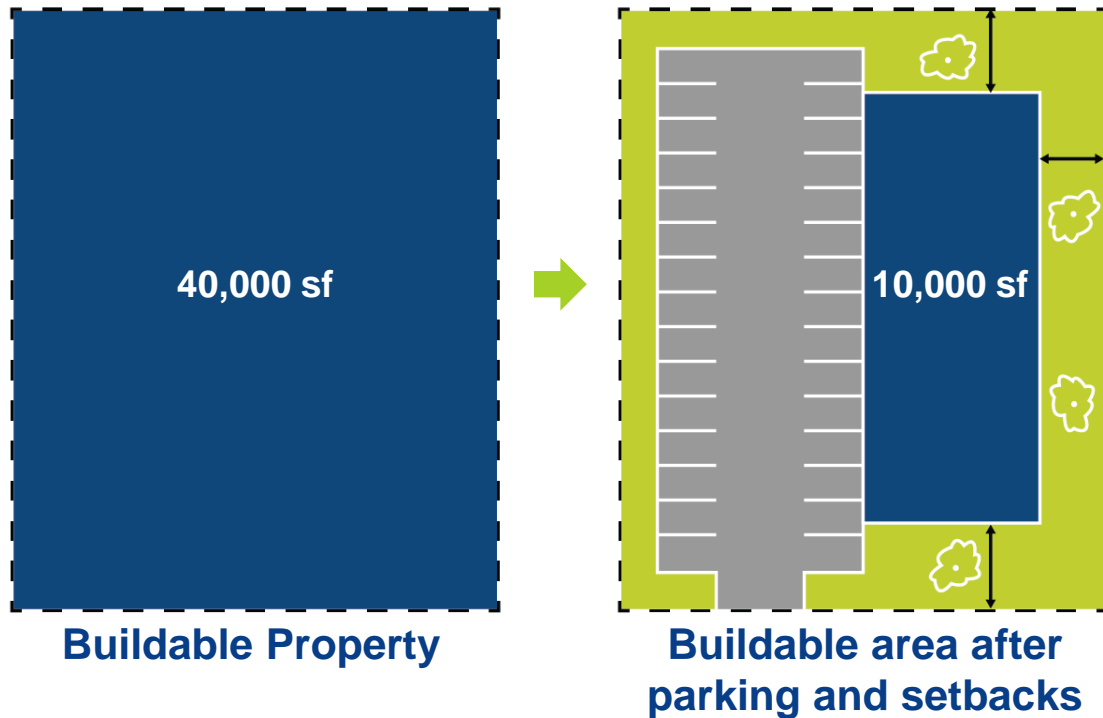 40,000 sf
10,000 sf
Buildable Property
Buildable area after
parking and setbacks